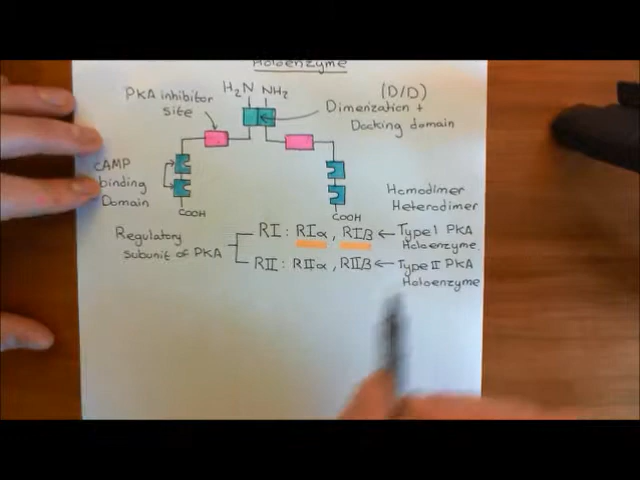 Holoenzyme
H₂N NH₂ (D/D)
PKA inhibitor
site
Dimerization +
Docking domain
cAMP
binding
Domain
COOH
COOH
Homodimer
Heterodimer
Regulatory
subunit of PKA
RI : RIα , RIβ ← Type I PKA
Holoenzyme
RII : RIIα , RIIβ ← Type II PKA
Holoenzyme